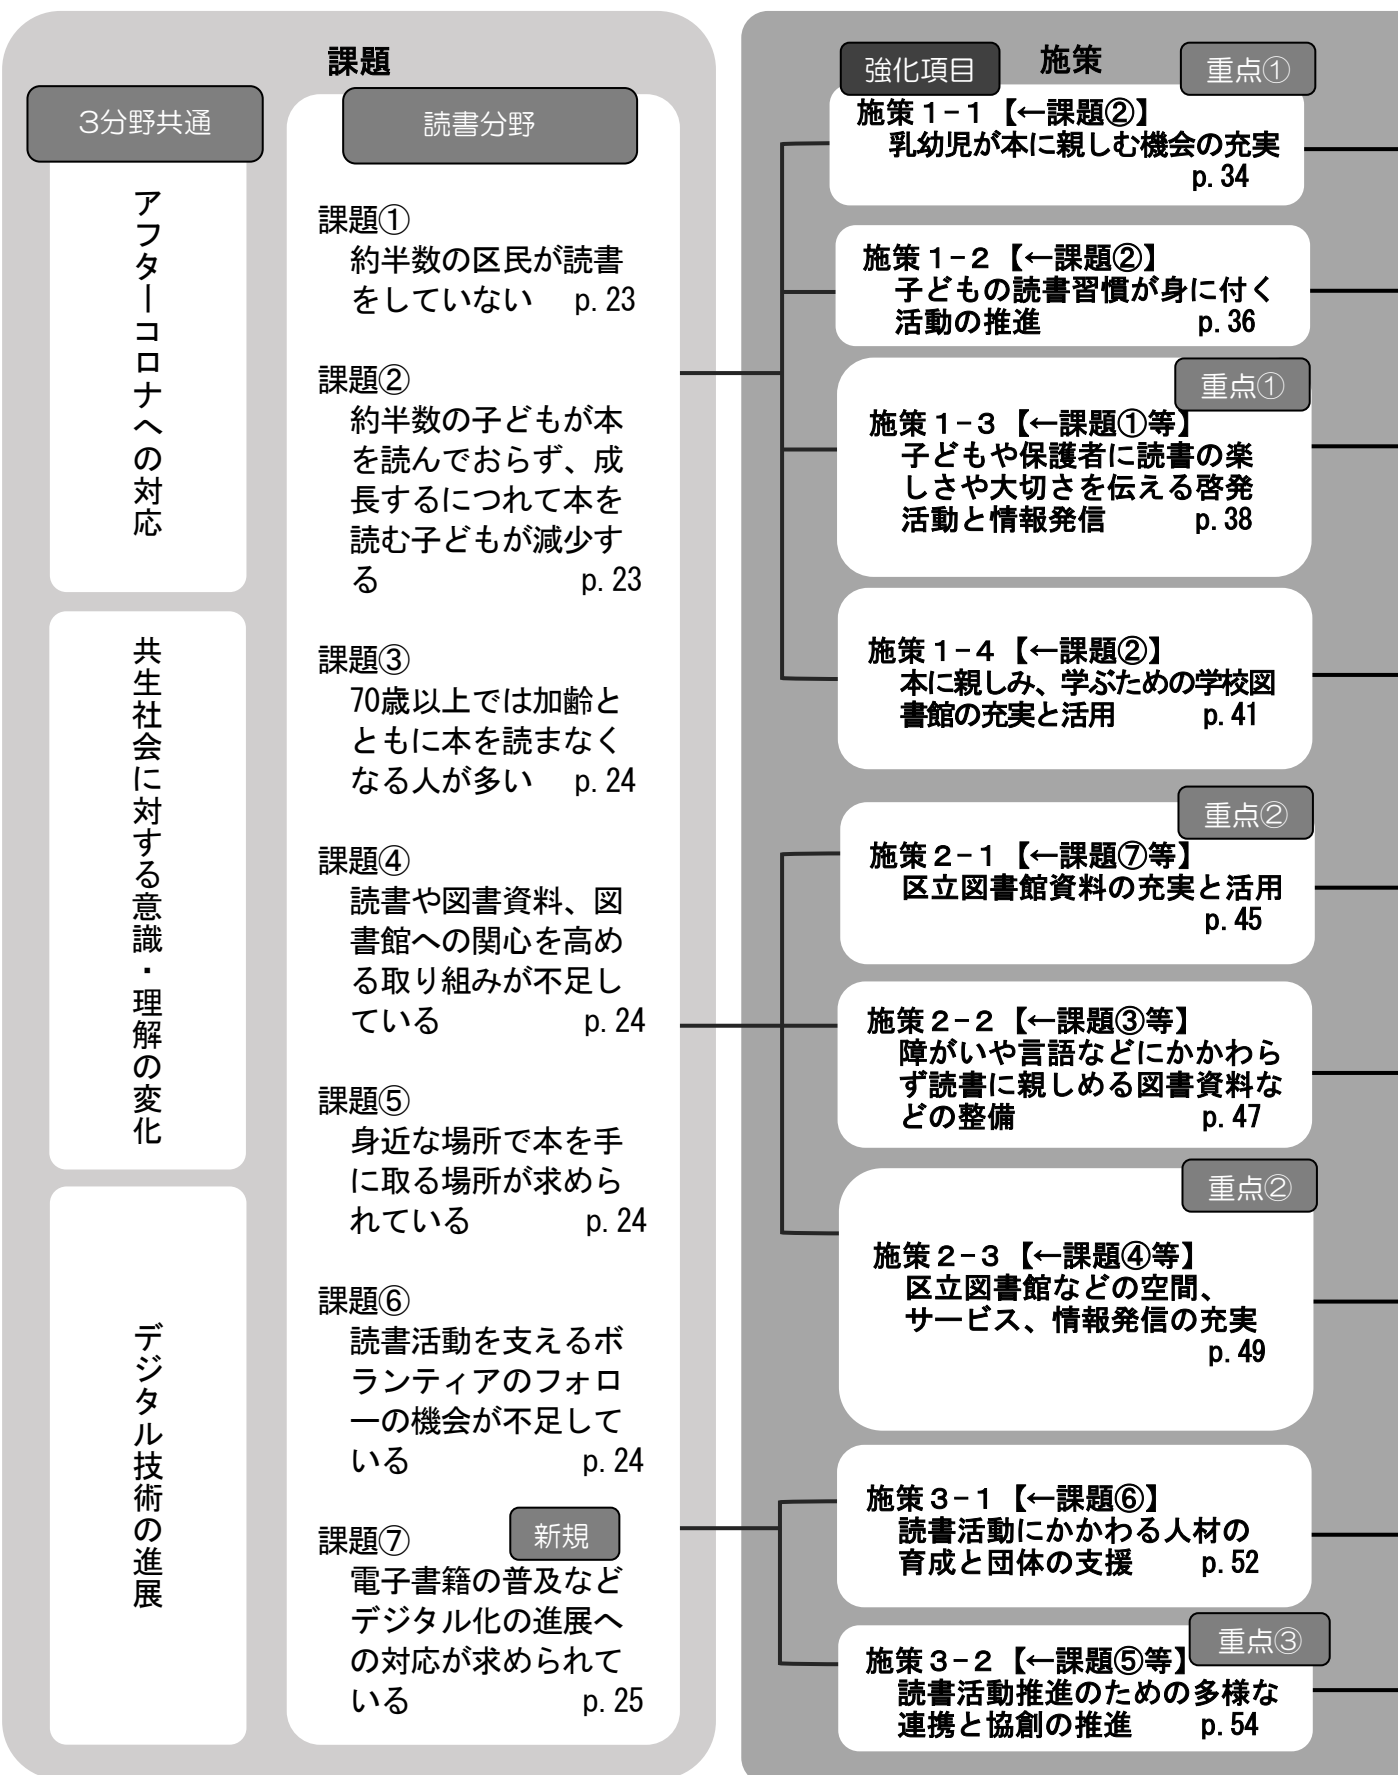 課題
3分野共通
アフターコロナへの対応
共生社会に対する意識・理解の変化
デジタル技術の進展
読書分野
課題①
約半数の区民が読書
をしていない p.23
課題②
約半数の子どもが本
を読んでおらず、成
長するにつれて本を
読む子どもが減少す
る p.23
課題③
70歳以上では加齢と
ともに本を読まなく
なる人が多い p.24
課題④
読書や図書資料、図
書館への関心を高め
る取り組みが不足し
ている p.24
課題⑤
身近な場所で本を手
に取る場所が求めら
れている p.24
課題⑥
読書活動を支えるボ
ランティアのフォロ
ーの機会が不足して
いる p.24
課題⑦ 新規
電子書籍の普及など
デジタル化の進展へ
の対応が求められて
いる p.25
施策
強化項目
重点①
施策1-1【←課題②】
乳幼児が本に親しむ機会の充実
p.34
施策1-2【←課題②】
子どもの読書習慣が身に付く
活動の推進 p.36
重点①
施策1-3【←課題①等】
子どもや保護者に読書の楽
しさや大切さを伝える啓発
活動と情報発信 p.38
施策1-4【←課題②】
本に親しみ、学ぶための学校図
書館の充実と活用 p.41
重点②
施策2-1【←課題⑦等】
区立図書館資料の充実と活用
p.45
施策2-2【←課題③等】
障がいや言語などにかかわら
ず読書に親しめる図書資料な
どの整備 p.47
重点②
施策2-3【←課題④等】
区立図書館などの空間、
サービス、情報発信の充実
p.49
施策3-1【←課題⑥】
読書活動にかかわる人材の
育成と団体の支援 p.52
重点③
施策3-2【←課題⑤等】
読書活動推進のための多様な
連携と協創の推進 p.54